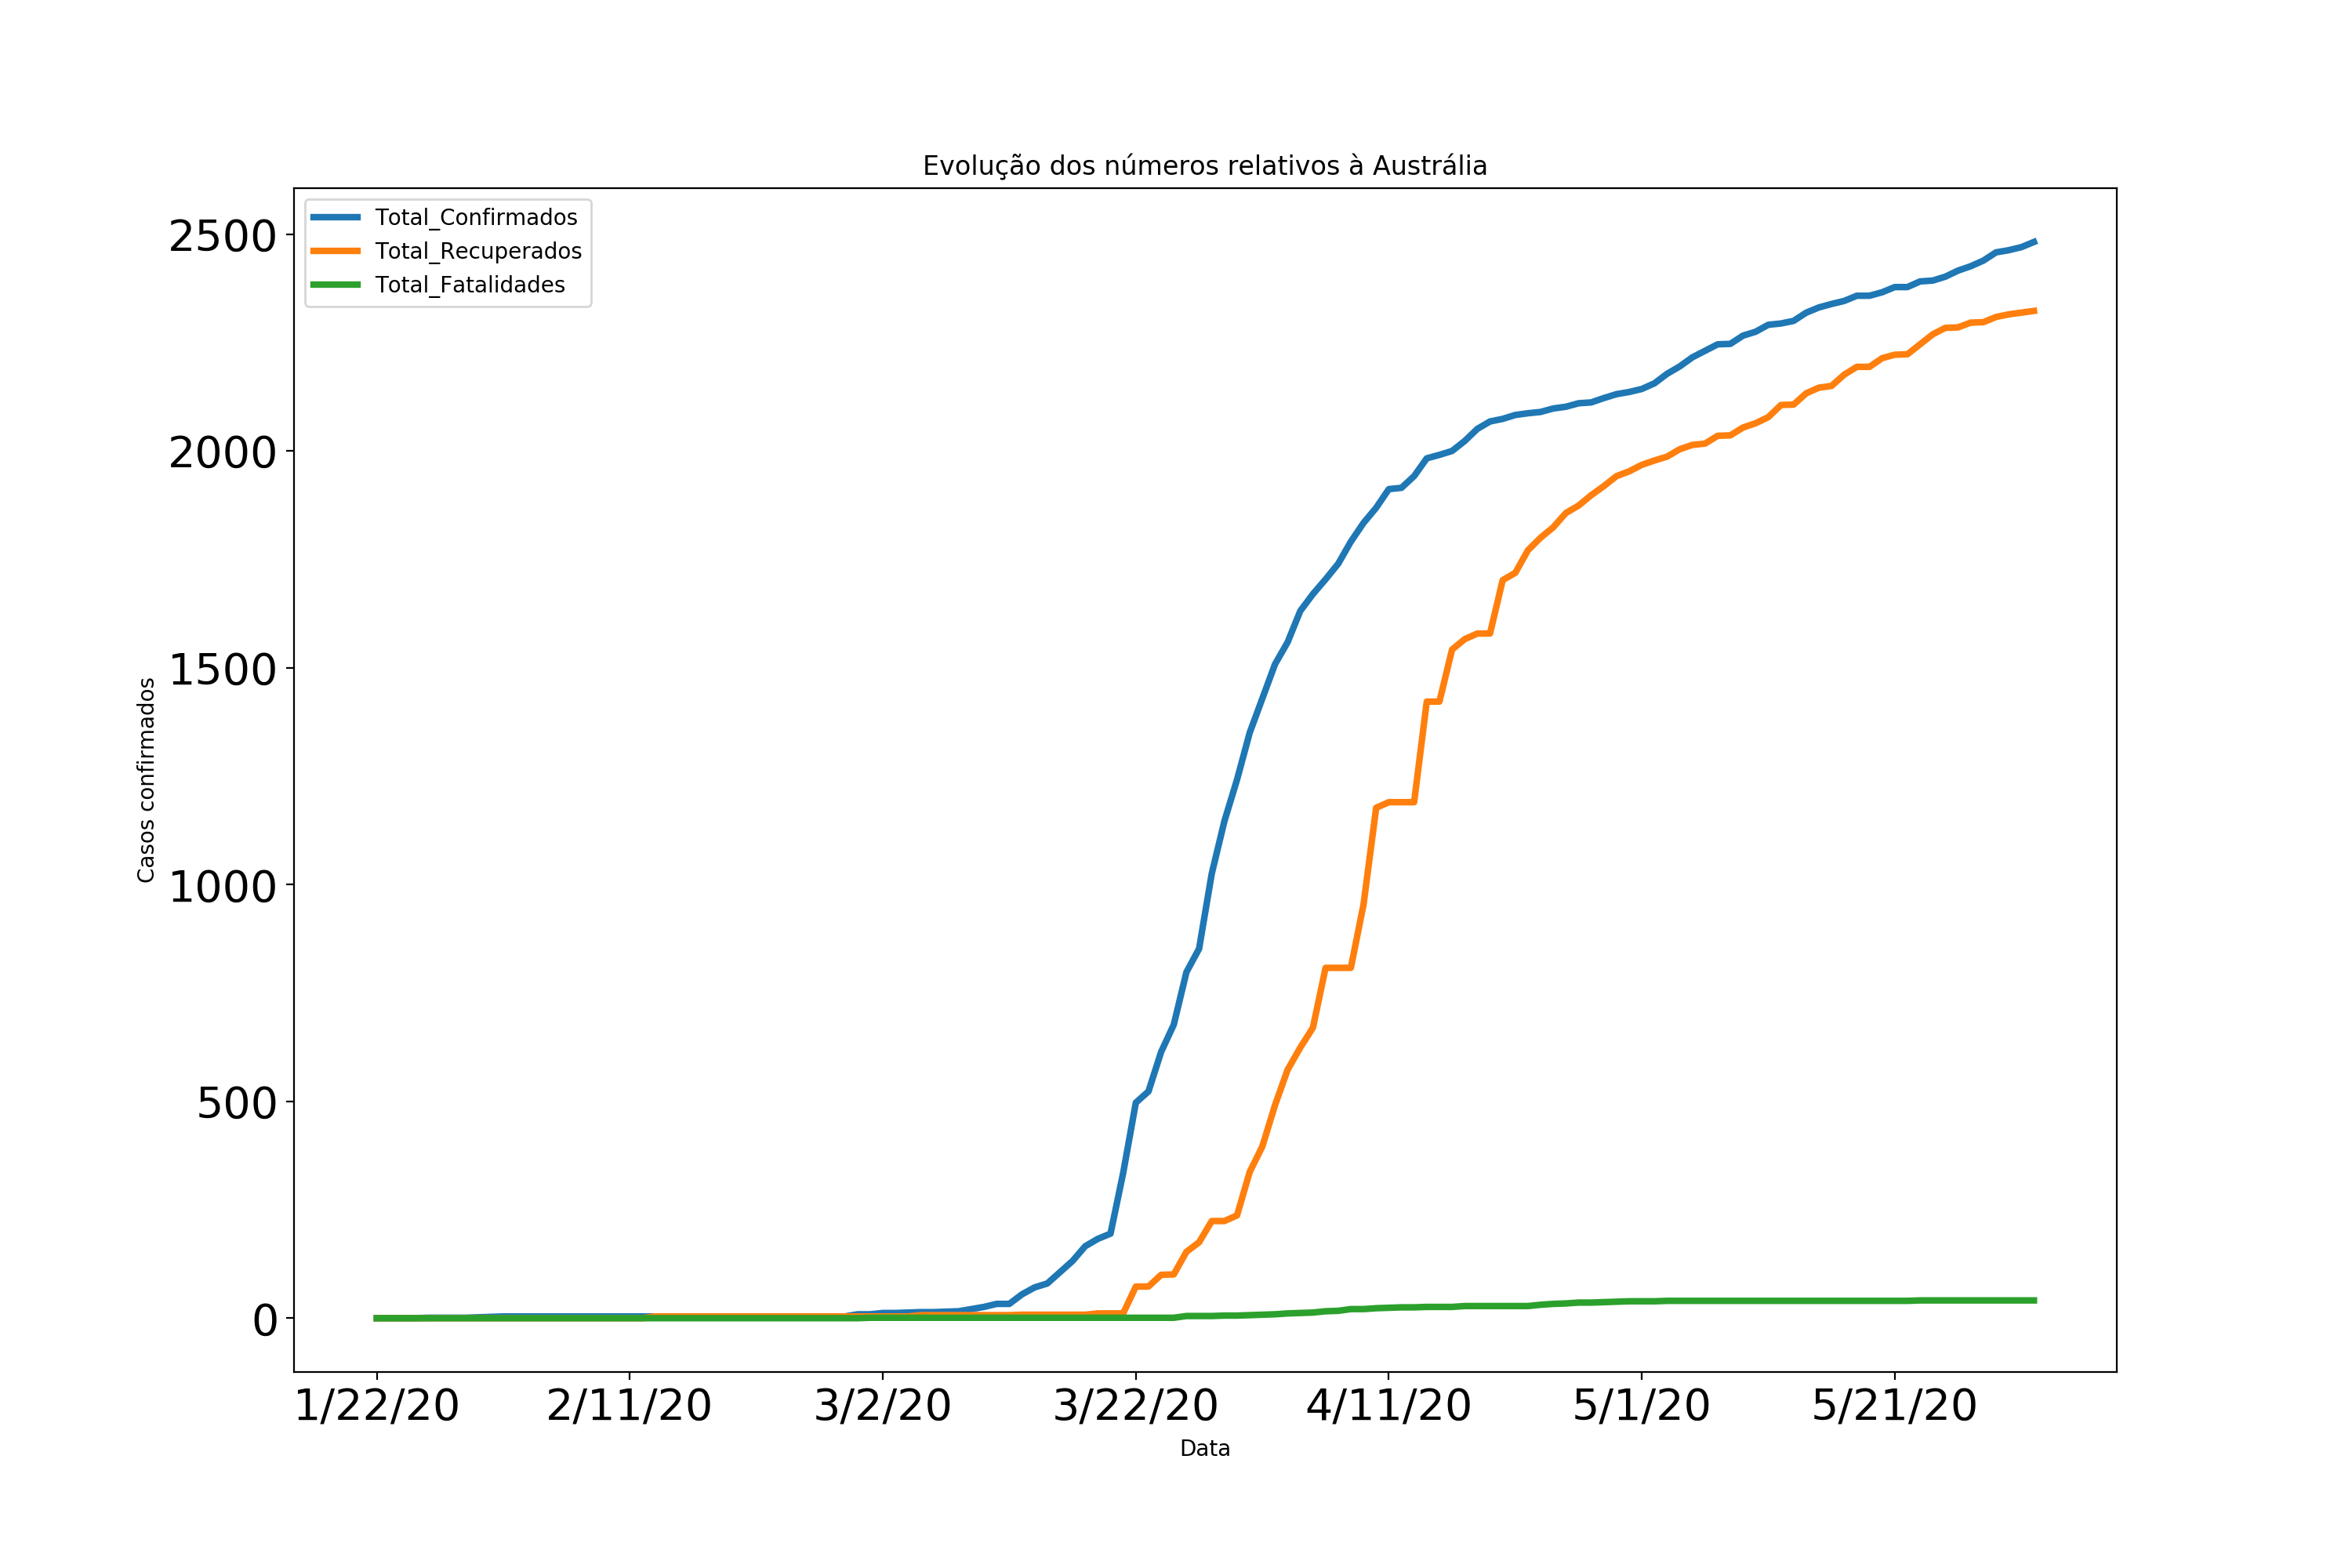 Evolução dos números relativos à Austrália
Total_Confirmados
Total_Recuperados
Total_Fatalidades
2500
2000
1500
1000
500
0
Casos confirmados
1/22/20 2/11/20 3/2/20 3/22/20 4/11/20 5/1/20 5/21/20
Data